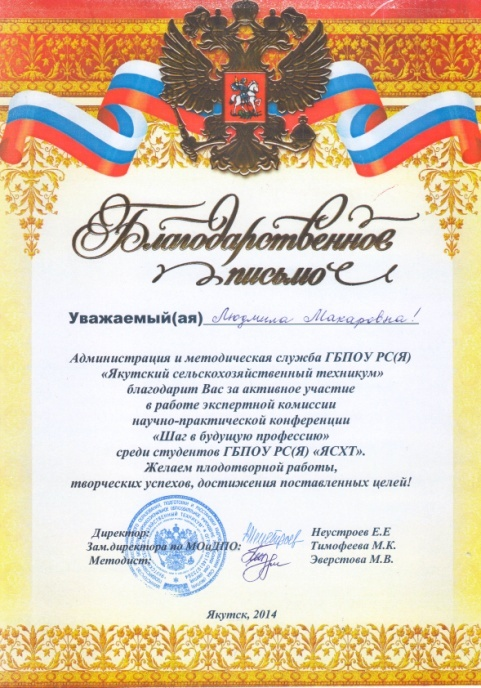 Благодарственное
письмо
Уважаемый(ая) Людмила Макаровна!
Администрация и методическая служба ГБПОУ РС(Я)
«Якутский сельскохозяйственный техникум»
благодарит Вас за активное участие
в работе экспертной комиссии
научно-практической конференции
«Шаг в будущую профессию»
среди студентов ГБПОУ РС(Я) «ЯСХТ».
Желаем плодотворной работы,
творческих успехов, достижения поставленных целей!
Директор: Неустроев Е.Е
Зам.директора по МОиДПО: Тимофеева М.К.
Методист: Эверстова М.В.
Якутск, 2014